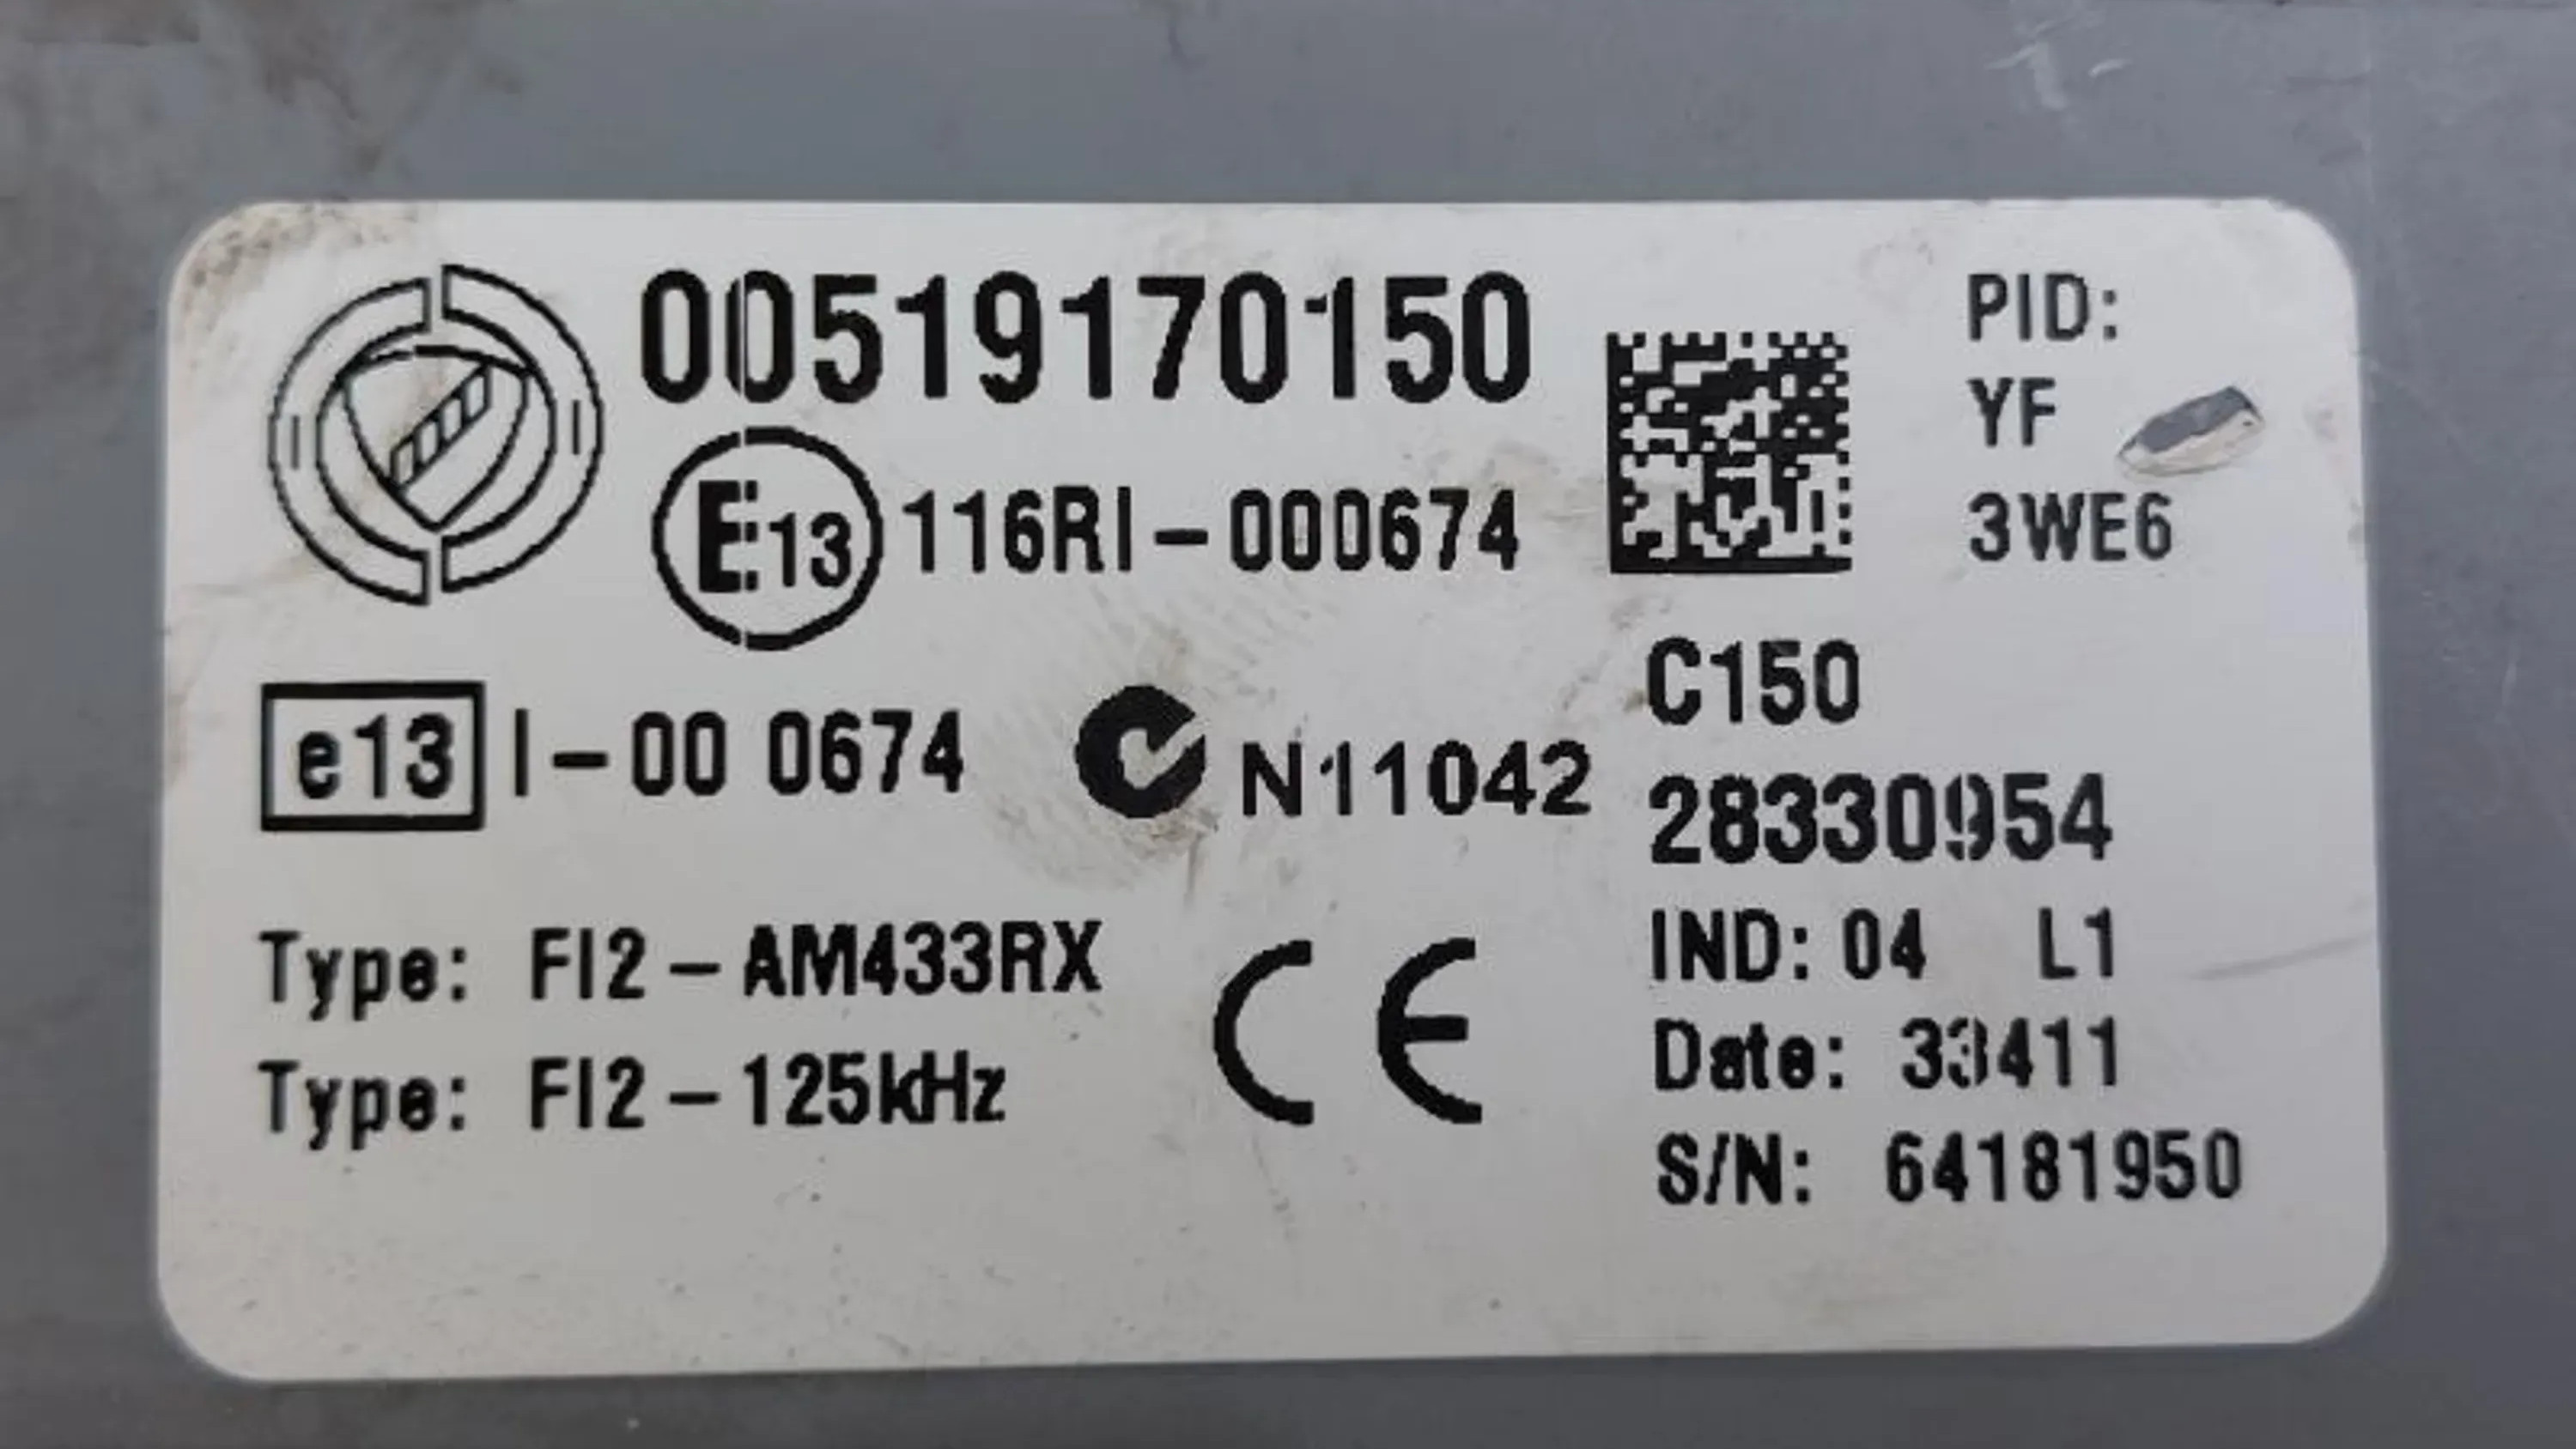 00519170150
E13 116RI-000674
e13 I-00 0674
N11042
Type: FI2-AM433RX
Type: FI2-125kHz
CE
PID:
YF
3WE6
C150
28330954
IND: 04 L1
Date: 33411
S/N: 64181950